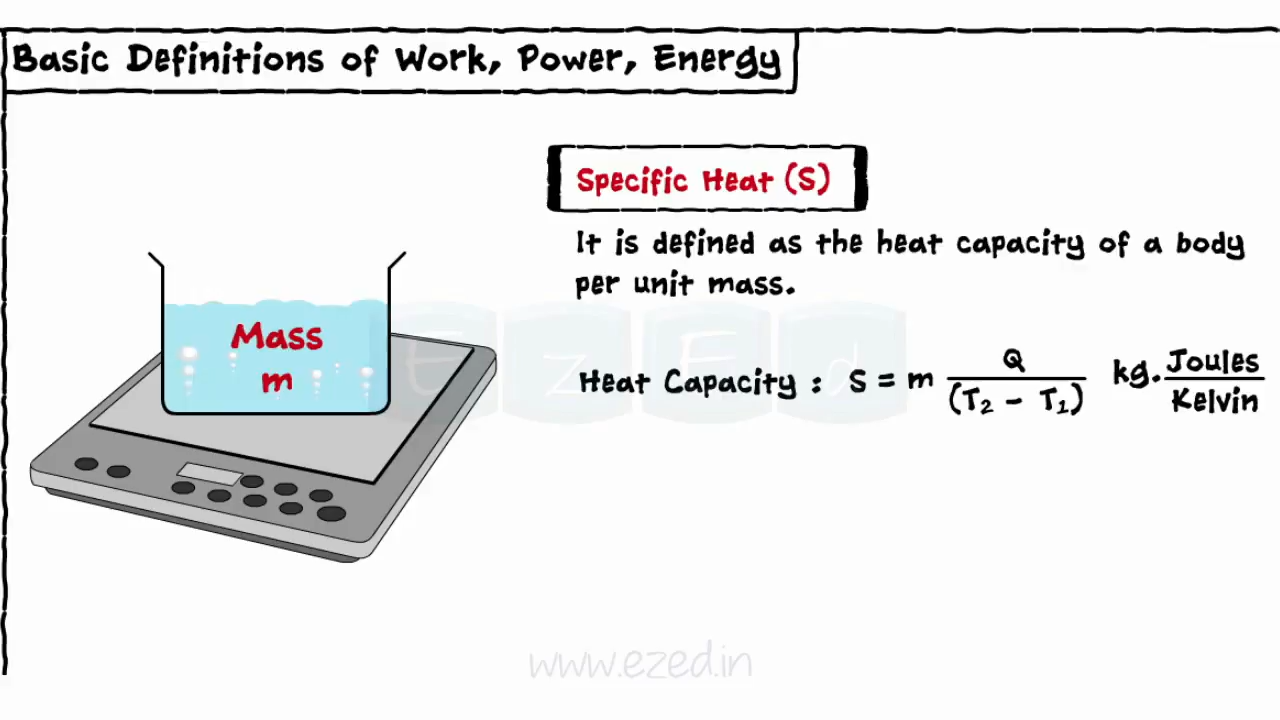 Basic Definitions of Work, Power, Energy
Specific Heat (S)
It is defined as the heat capacity of a body
per unit mass.
Mass
m
EzEd
Heat Capacity : S = m Q / (T₂ - T₁) kg. Joules / Kelvin
www.ezed.in